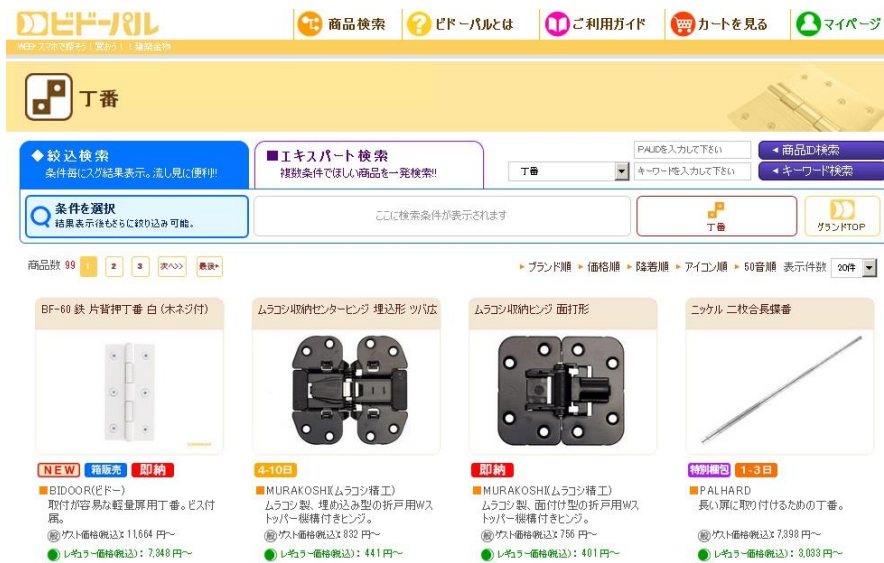 ビドーパル
WEB・スマホで探そう！買おう！！建築金物
商品検索
ビドーパルとは
ご利用ガイド
カートを見る
マイページ
丁番
◆絞込検索
条件毎にスグ結果表示。流し見に便利!!
■エキスパート検索
複数条件でほしい商品を一発検索!!
丁番
PALIDを入力して下さい
◂商品ID検索
キーワードを入力して下さい
◂キーワード検索
条件を選択
結果表示後もさらに絞り込み可能。
ここに検索条件が表示されます
丁番
グランドTOP
商品数 99 1 2 3 次へ>> 最後▸
▸ブランド順 ▸価格順 ▸降着順 ▸アイコン順 ▸50音順 表示件数 20件
BF-60 鉄 片背押丁番 白 (木ネジ付)
NEW 箱販売 即納
■BIDOOR(ビドー)
取付が容易な軽量扉用丁番。ビス付
属。
般 ゲスト価格(税込): 11,664 円～
レギュラー価格(税込): 7,348 円～
ムラコシ収納センターヒンジ 埋込形 ツバ広
4-10日
■MURAKOSHI(ムラコシ精工)
ムラコシ製、埋め込み型の折戸用Wス
トッパー機構付きヒンジ。
般 ゲスト価格(税込): 832 円～
レギュラー価格(税込): 441 円～
ムラコシ収納ヒンジ 面打形
即納
■MURAKOSHI(ムラコシ精工)
ムラコシ製、面付け型の折戸用Wス
トッパー機構付きヒンジ。
般 ゲスト価格(税込): 756 円～
レギュラー価格(税込): 401 円～
ニッケル 二枚合長蝶番
特別梱包 1-3日
■PALHARD
長い扉に取り付けるための丁番。
般 ゲスト価格(税込): 7,398 円～
レギュラー価格(税込): 3,033 円～